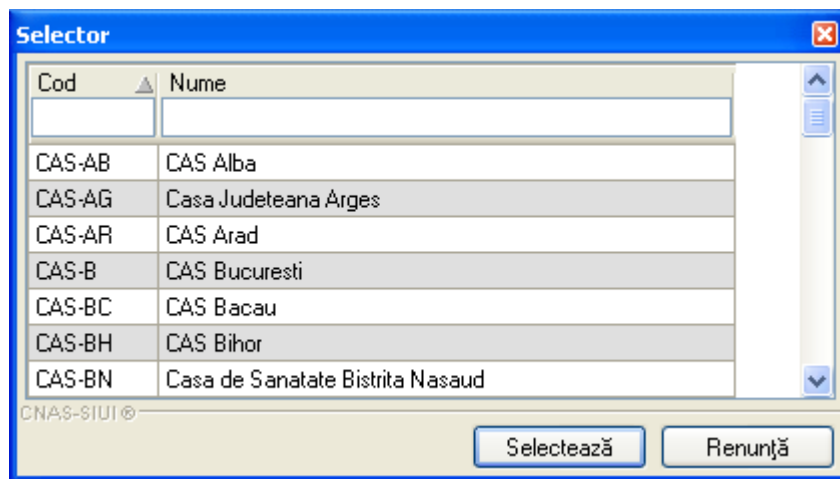 Selector
Cod Nume
CAS-AB CAS Alba
CAS-AG Casa Judeteana Arges
CAS-AR CAS Arad
CAS-B CAS Bucuresti
CAS-BC CAS Bacau
CAS-BH CAS Bihor
CAS-BN Casa de Sanatate Bistrita Nasaud
CNAS-SIUI®
Selectează Renunţă